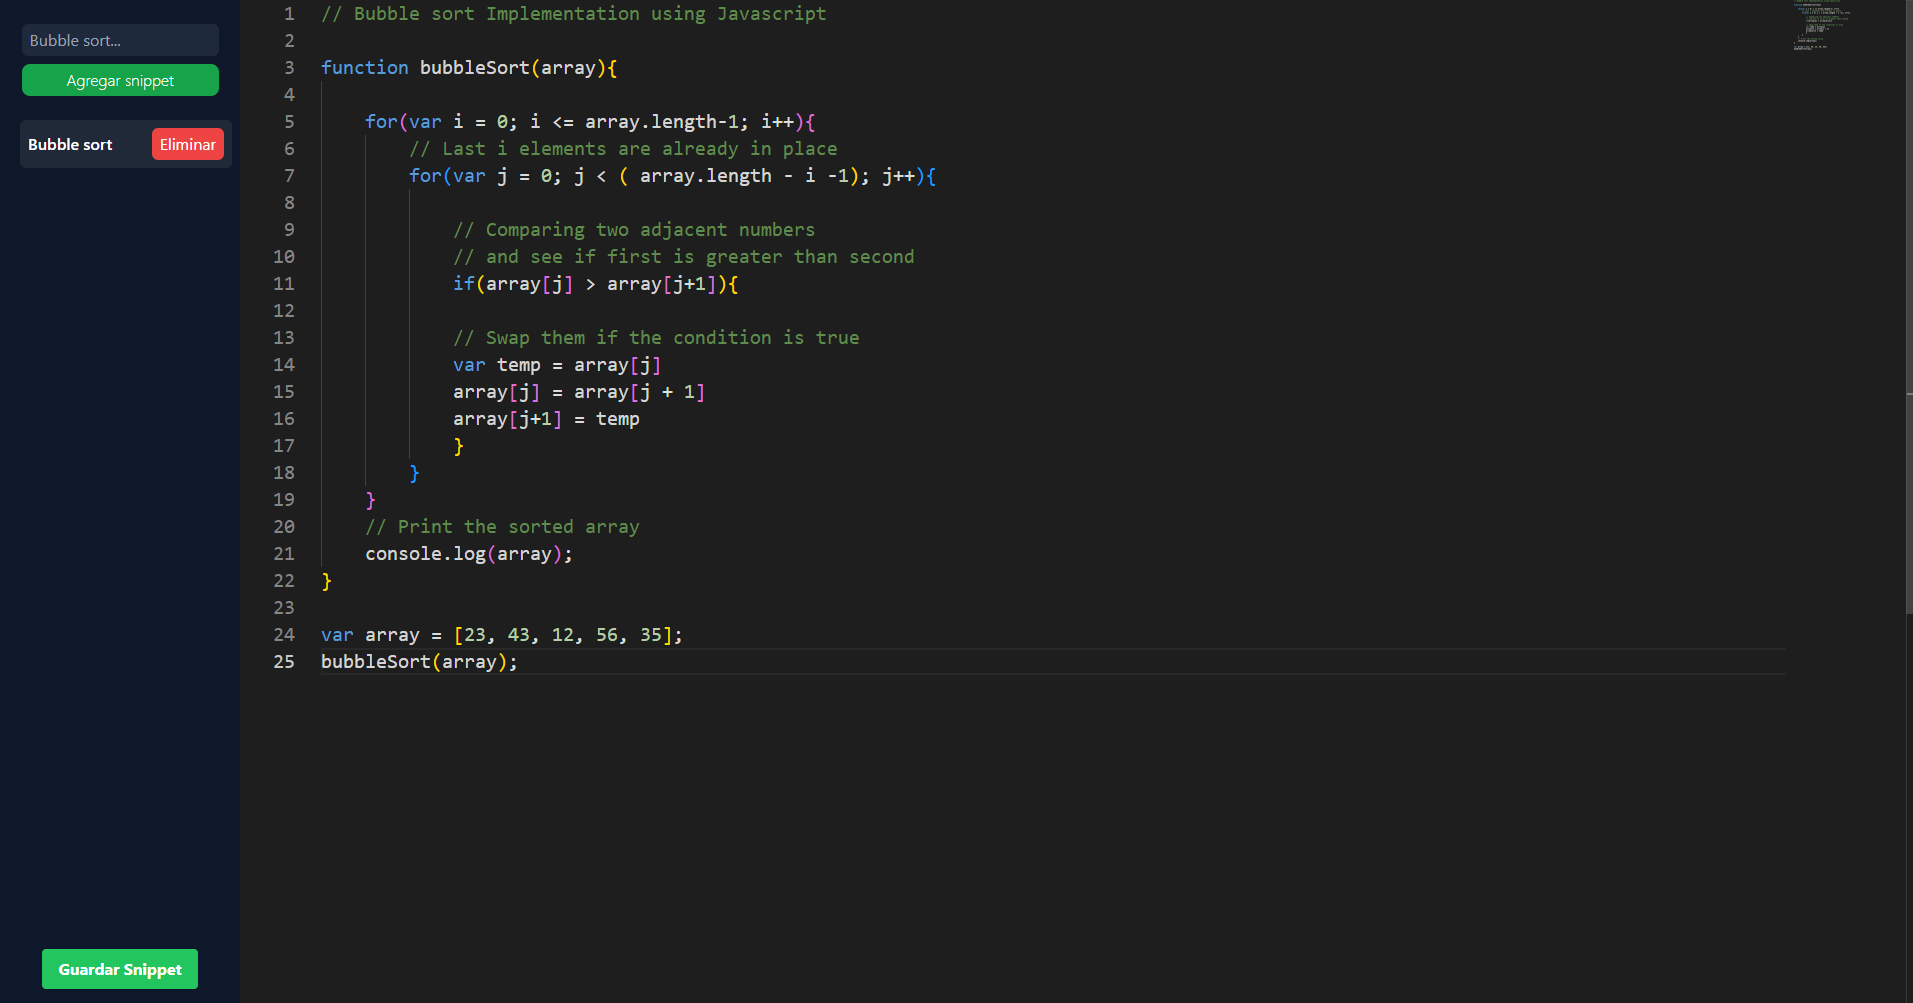 Bubble sort...
Agregar snippet
Bubble sort
Eliminar
Guardar Snippet
1 // Bubble sort Implementation using Javascript
2
3 function bubbleSort(array){
4
5     for(var i = 0; i <= array.length-1; i++){
6         // Last i elements are already in place
7         for(var j = 0; j < ( array.length - i -1); j++){
8
9             // Comparing two adjacent numbers
10             // and see if first is greater than second
11             if(array[j] > array[j+1]){
12
13             // Swap them if the condition is true
14             var temp = array[j]
15             array[j] = array[j + 1]
16             array[j+1] = temp
17             }
18         }
19     }
20     // Print the sorted array
21     console.log(array);
22 }
23
24 var array = [23, 43, 12, 56, 35];
25 bubbleSort(array);